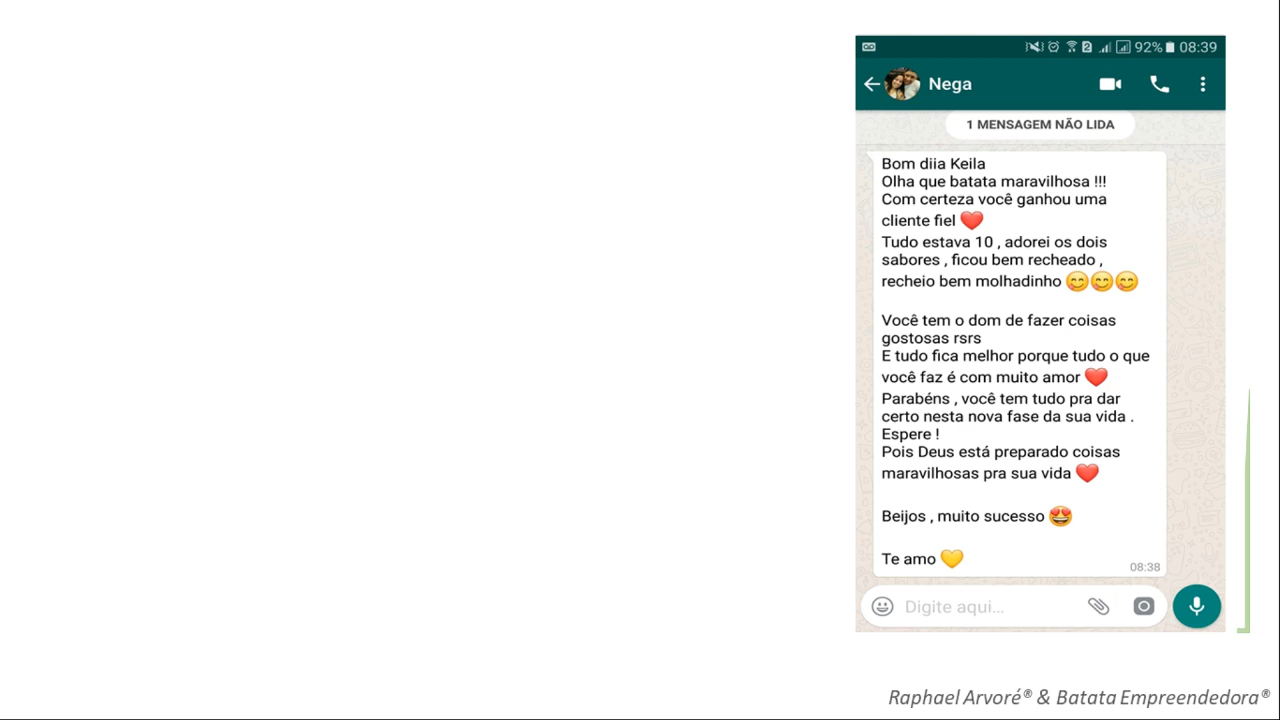 92% 08:39
Nega
1 MENSAGEM NÃO LIDA
Bom diia Keila
Olha que batata maravilhosa !!!
Com certeza você ganhou uma
cliente fiel ❤️
Tudo estava 10 , adorei os dois
sabores , ficou bem recheado ,
recheio bem molhadinho 😋😋😋
Você tem o dom de fazer coisas
gostosas rsrs
E tudo fica melhor porque tudo o que
você faz é com muito amor ❤️
Parabéns , você tem tudo pra dar
certo nesta nova fase da sua vida .
Espere !
Pois Deus está preparado coisas
maravilhosas pra sua vida ❤️
Beijos , muito sucesso 😍
Te amo 💛
08:38
Digite aqui...
Raphael Arvoré® & Batata Empreendedora®